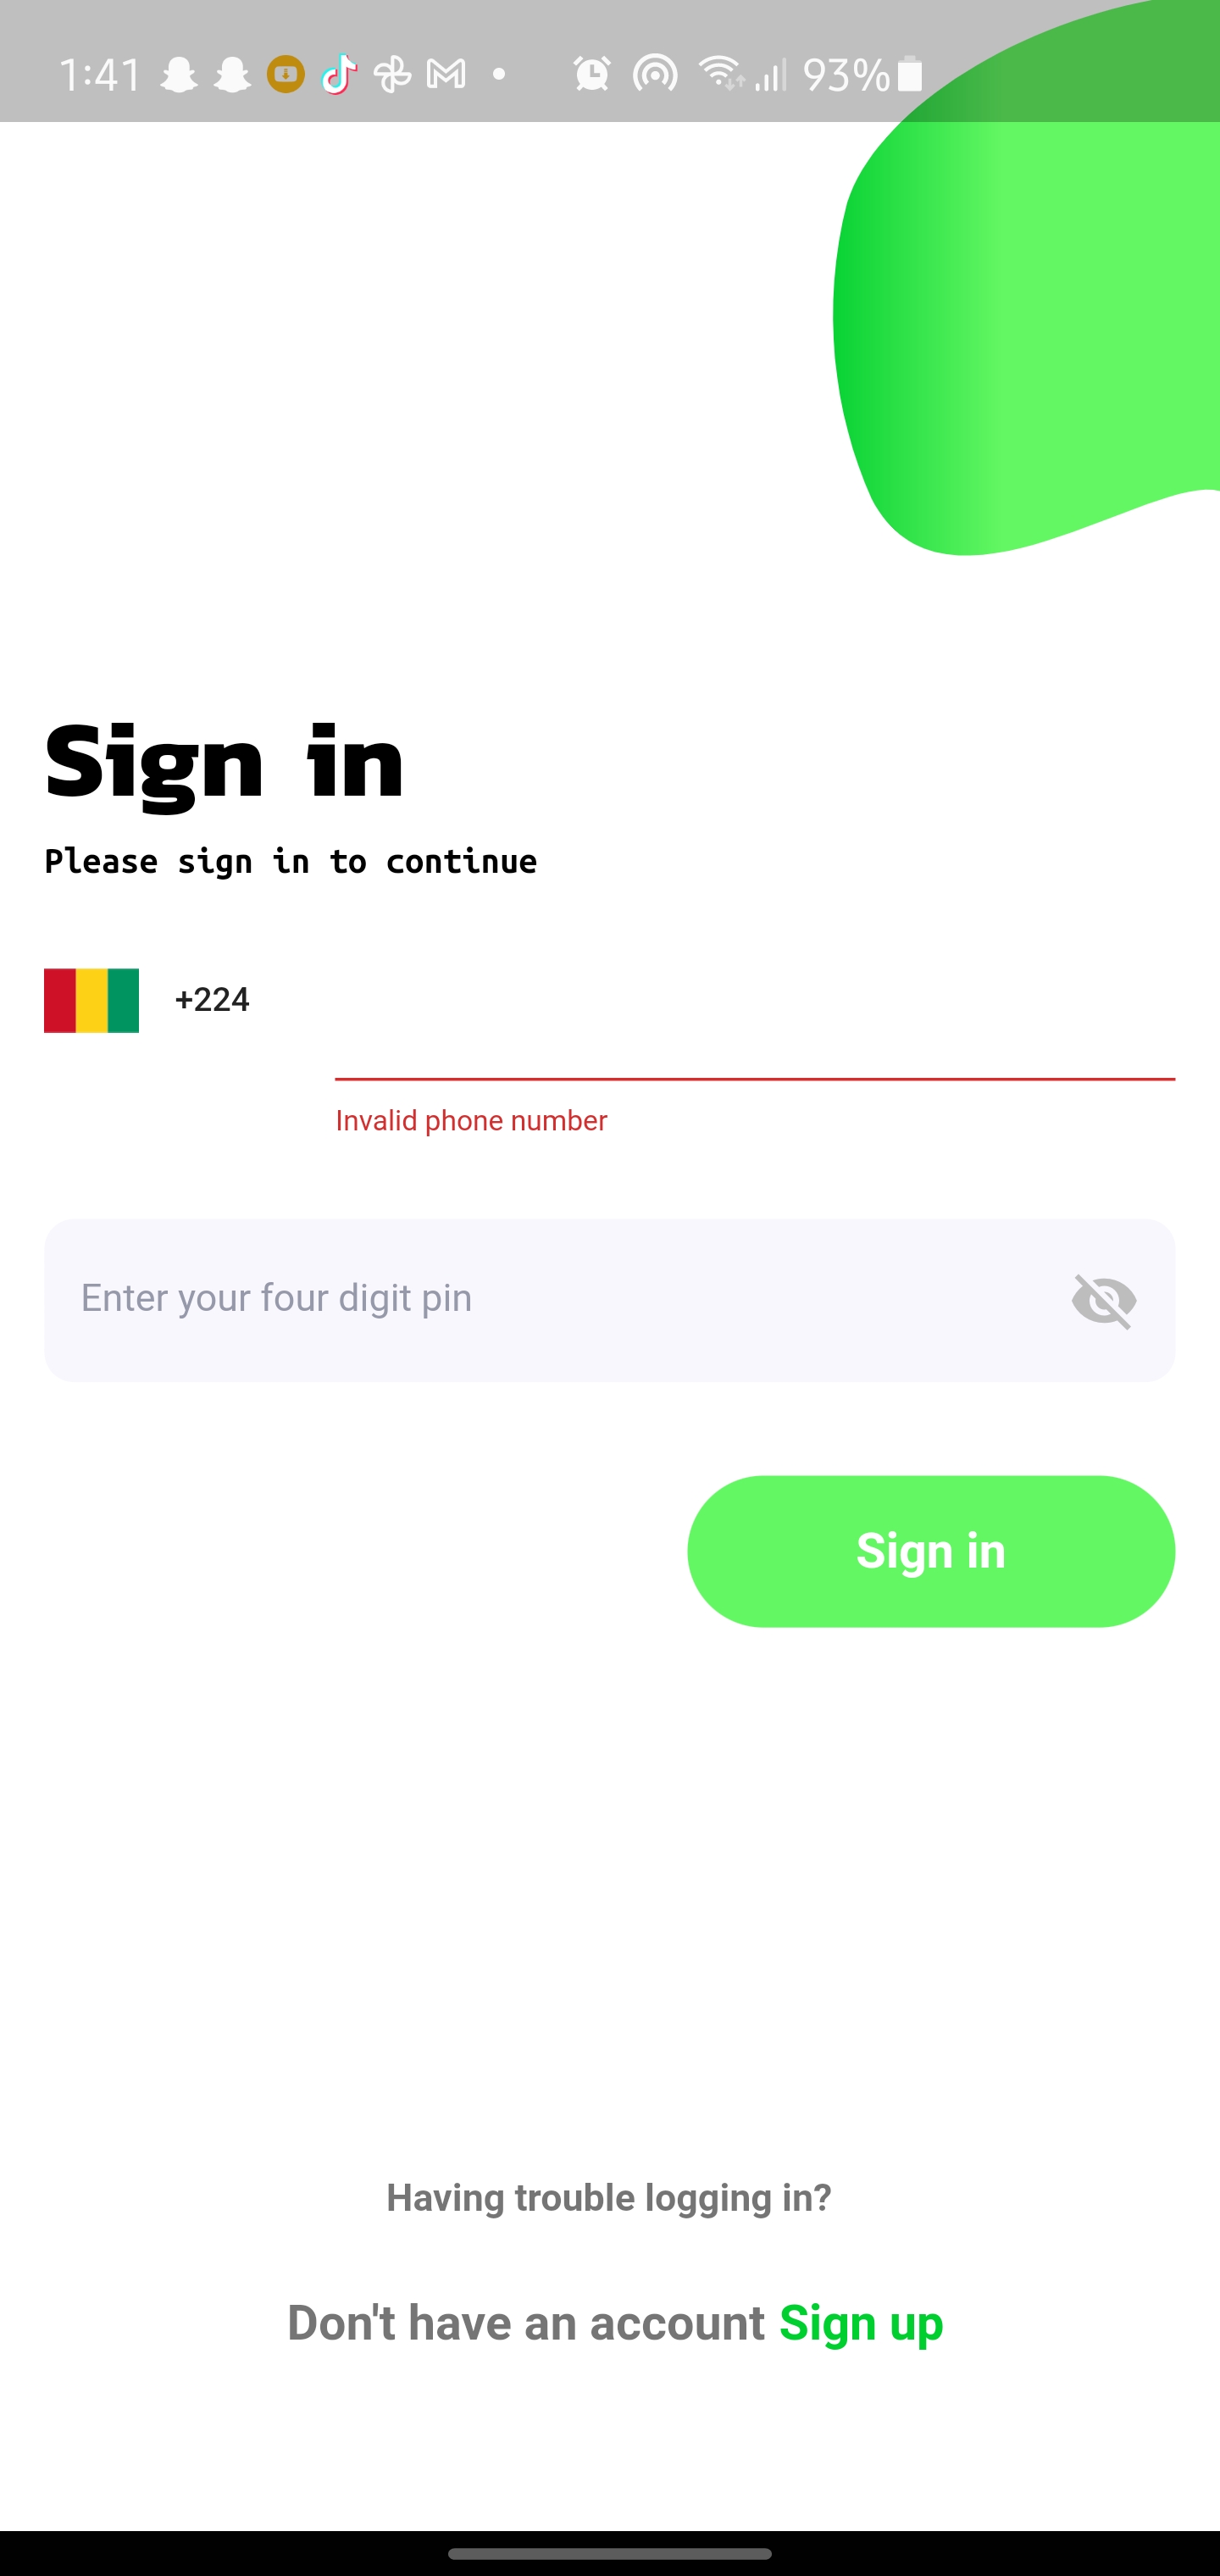 1:41 93%
Sign in
Please sign in to continue
+224
Invalid phone number
Enter your four digit pin
Sign in
Having trouble logging in?
Don't have an account Sign up